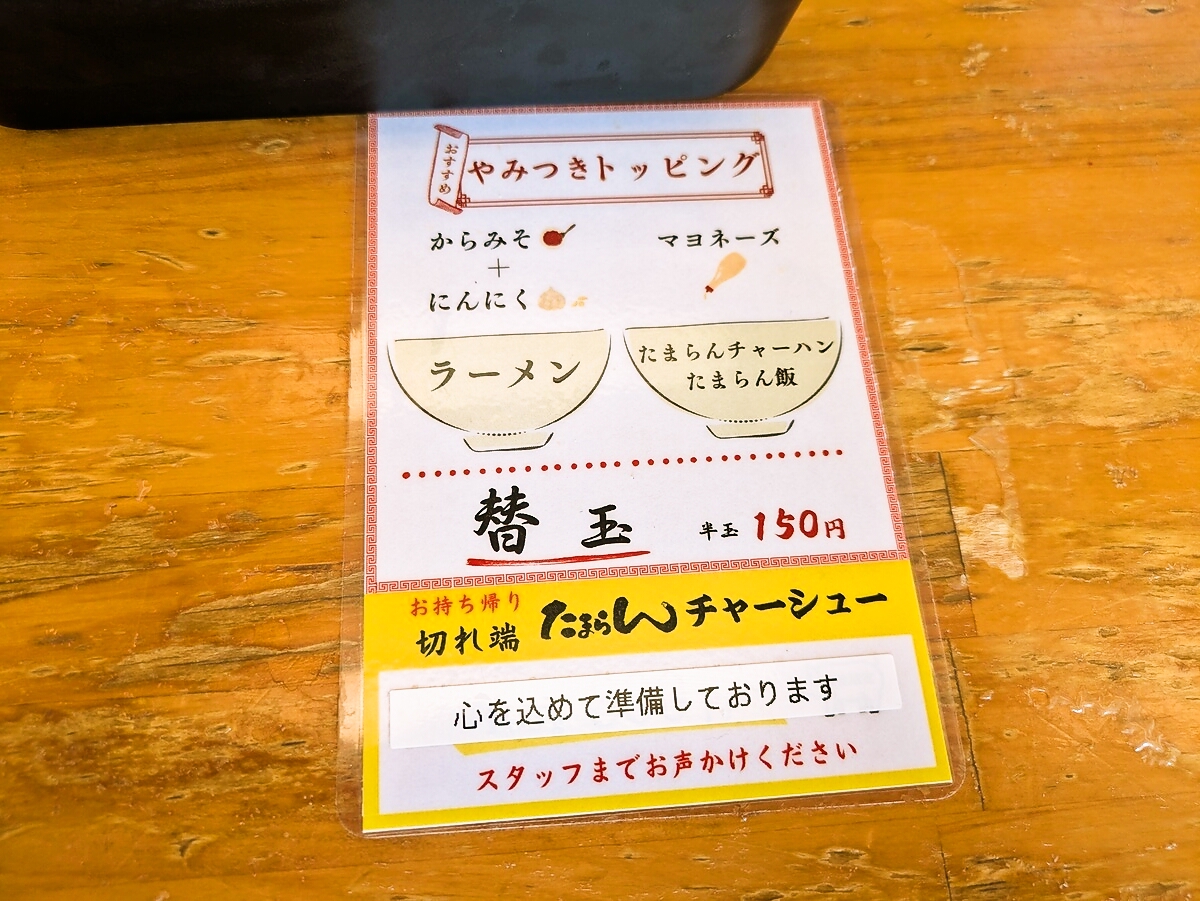 おすすめ
やみつきトッピング
からみそ
+
にんにく
ラーメン
マヨネーズ
たまらんチャーハン
たまらん飯
替玉 半玉 150円
お持ち帰り
切れ端 たまらんチャーシュー
心を込めて準備しております
スタッフまでお声かけください